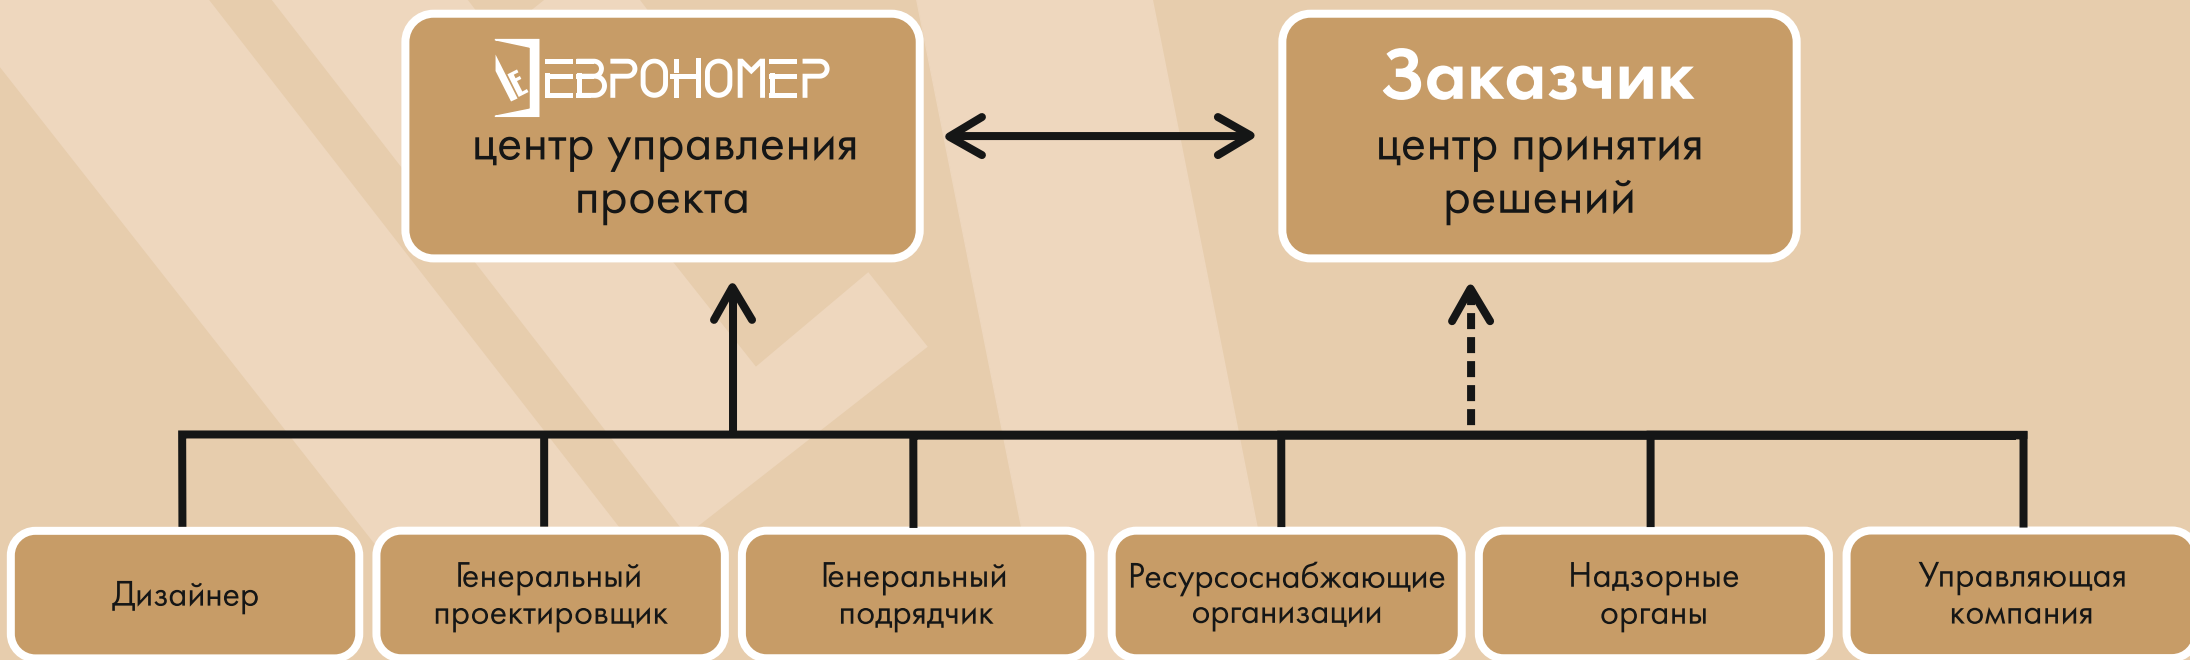 ЕВРОНОМЕР
центр управления
проекта
Заказчик
центр принятия
решений
Дизайнер
Генеральный
проектировщик
Генеральный
подрядчик
Ресурсоснабжающие
организации
Надзорные
органы
Управляющая
компания